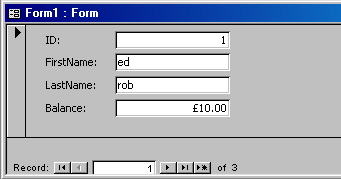 Form1 : Form
ID: 1
FirstName: ed
LastName: rob
Balance: £10.00
Record: 1 of 3